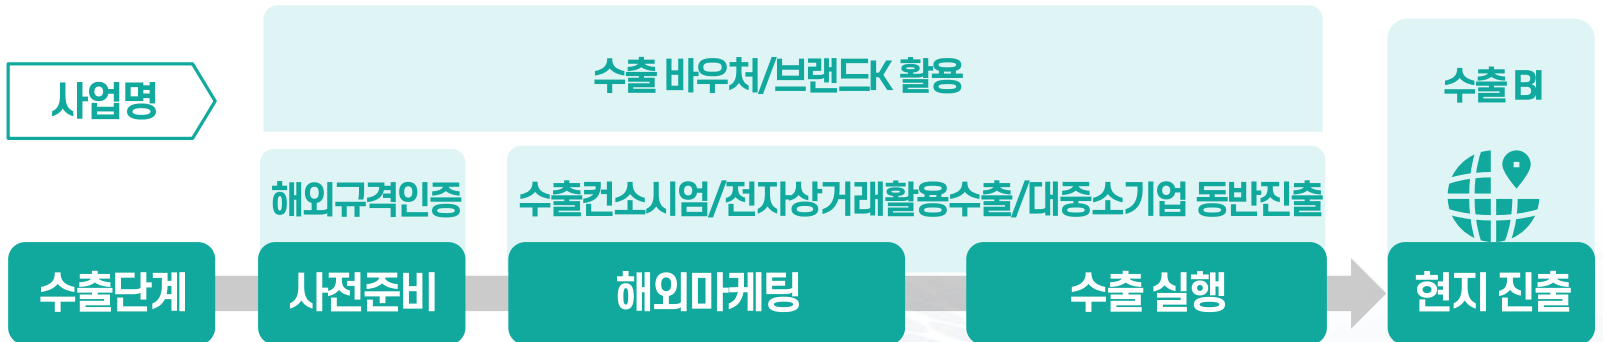 수출 바우처/브랜드K 활용
사업명
수출 BI
해외규격인증
수출컨소시엄/전자상거래활용수출/대중소기업 동반진출
수출단계
사전준비
해외마케팅
수출 실행
현지 진출